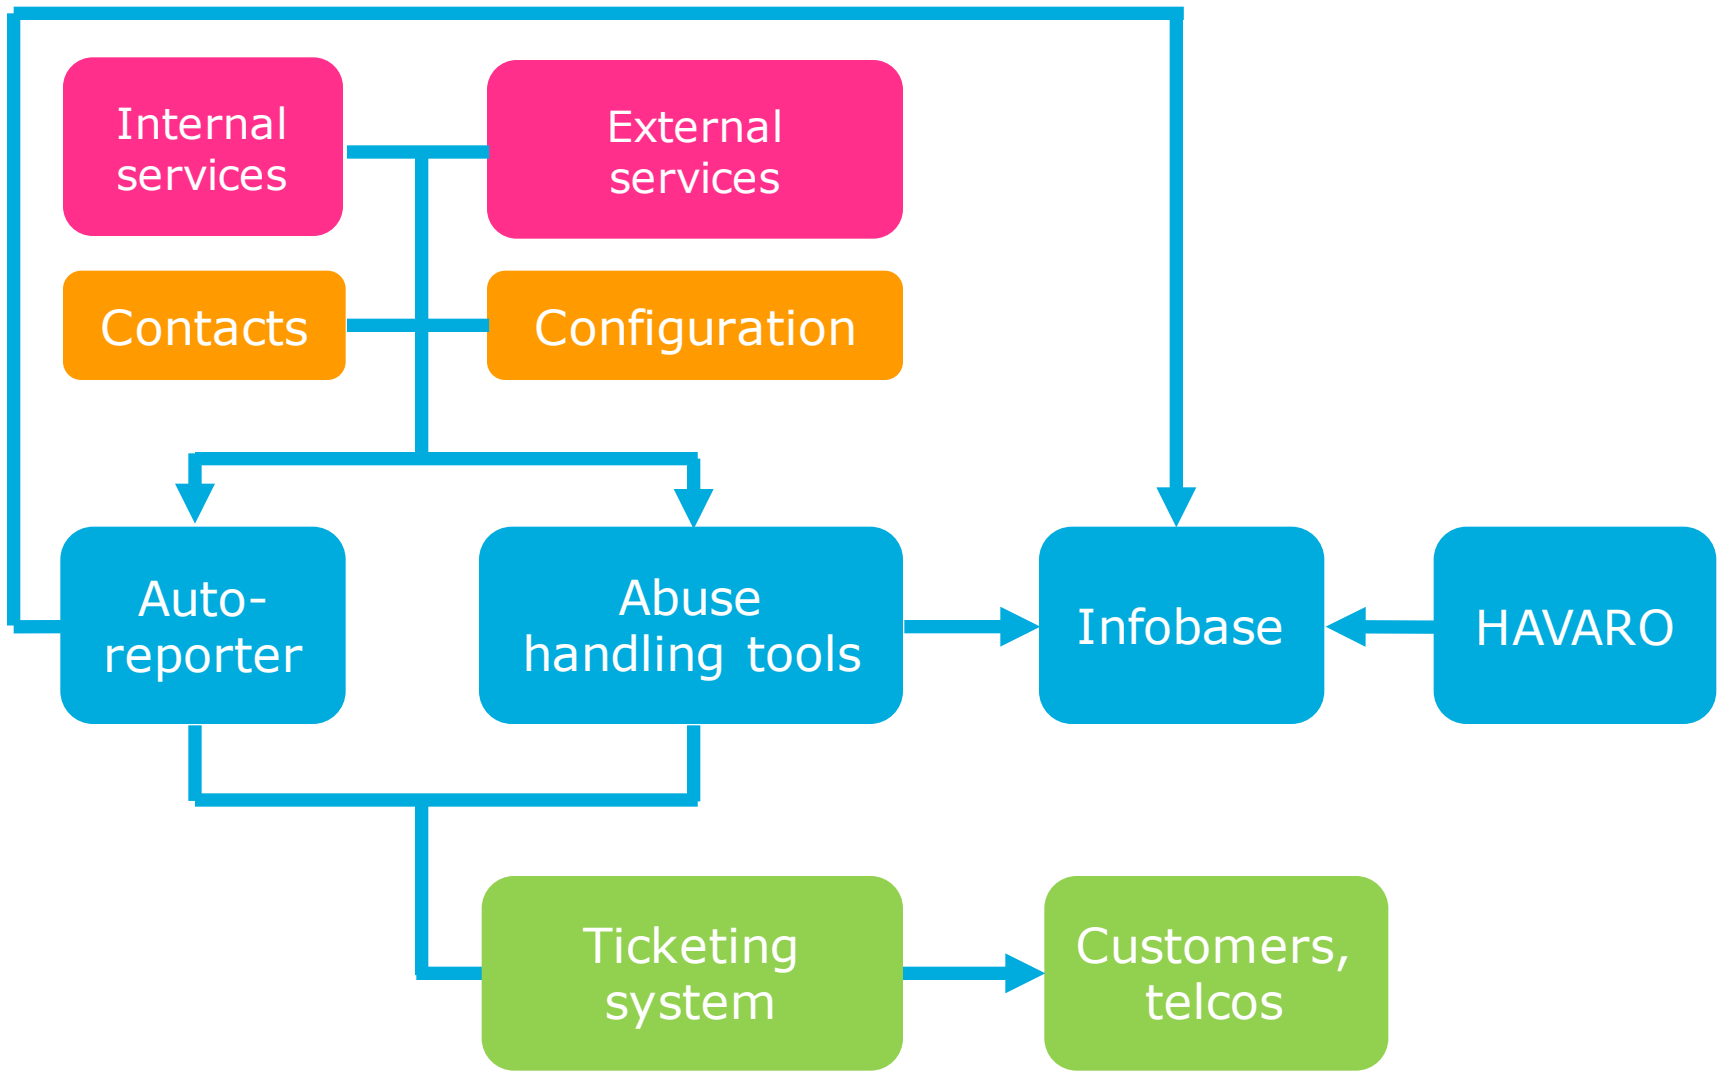 Internal
services
External
services
Contacts
Configuration
Auto-
reporter
Abuse
handling tools
Infobase
HAVARO
Ticketing
system
Customers,
telcos